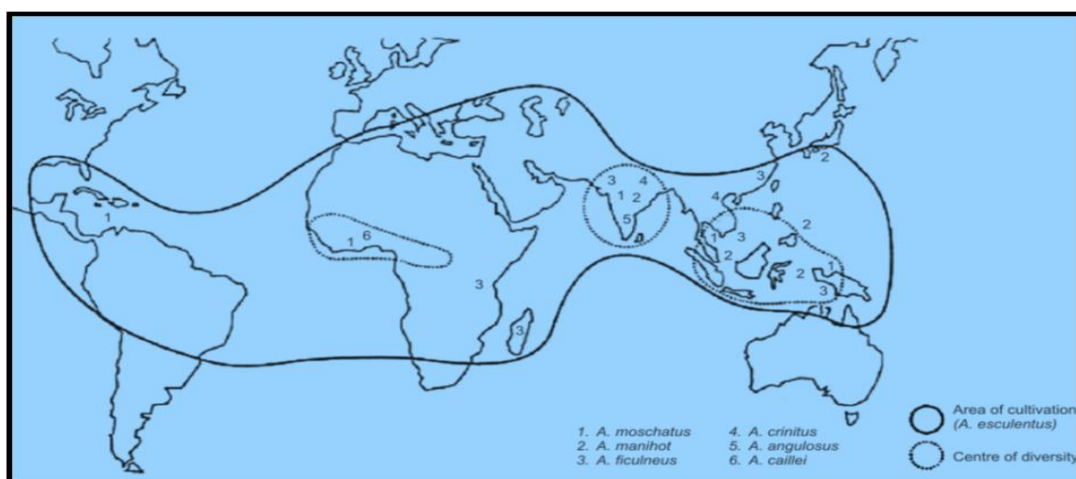 2
3
3 4
1 2 4
1
5
2
1 6
1 3
2
1
2
3
3
3
1. A. moschatus
2. A. manihot
3. A. ficulneus
4. A. crinitus
5. A. angulosus
6. A. caillei
Area of cultivation
(A. esculentus)
Centre of diversity